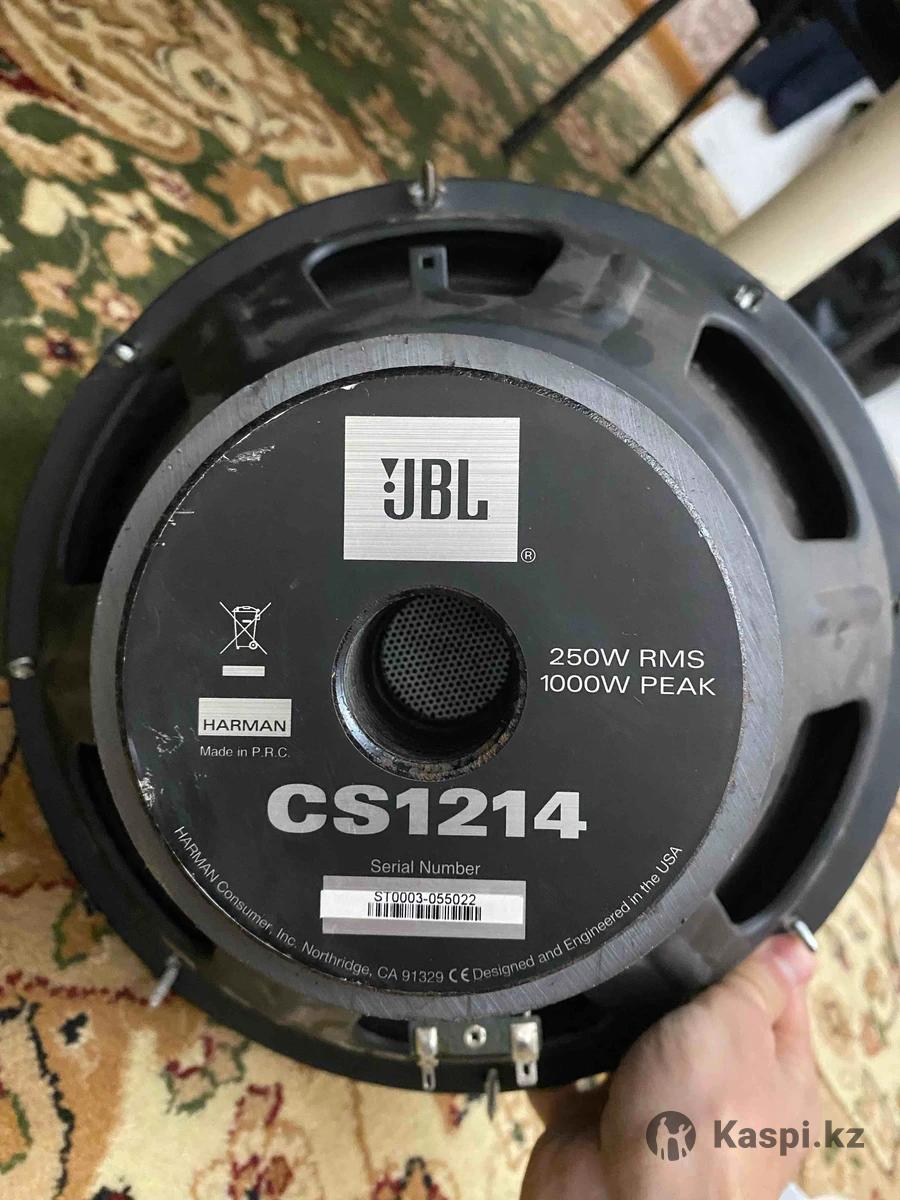 JBL
®
250W RMS
1000W PEAK
HARMAN
Made in P.R.C.
CS1214
Serial Number
ST0003-055022
HARMAN Consumer, Inc. Northridge, CA 91329 CE Designed and Engineered in the USA
Kaspi.kz